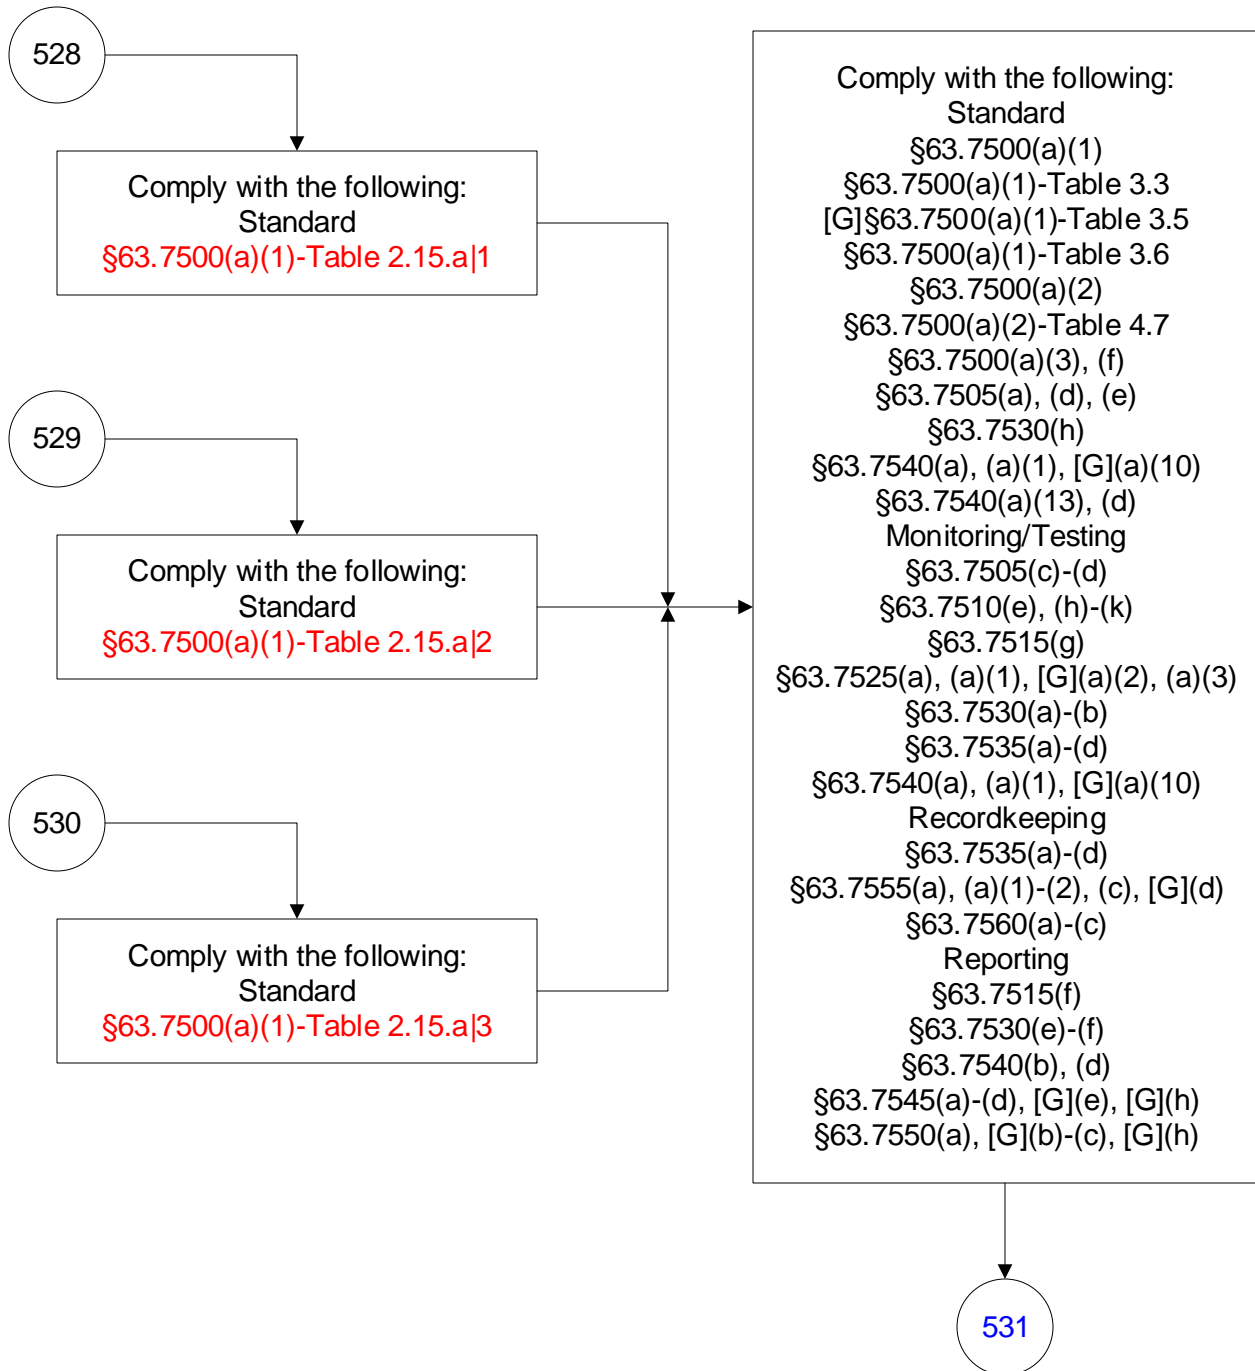 528
Comply with the following:
Standard
§63.7500(a)(1)-Table 2.15.a|1
529
Comply with the following:
Standard
§63.7500(a)(1)-Table 2.15.a|2
530
Comply with the following:
Standard
§63.7500(a)(1)-Table 2.15.a|3
Comply with the following:
Standard
§63.7500(a)(1)
§63.7500(a)(1)-Table 3.3
[G]§63.7500(a)(1)-Table 3.5
§63.7500(a)(1)-Table 3.6
§63.7500(a)(2)
§63.7500(a)(2)-Table 4.7
§63.7500(a)(3), (f)
§63.7505(a), (d), (e)
§63.7530(h)
§63.7540(a), (a)(1), [G](a)(10)
§63.7540(a)(13), (d)
Monitoring/Testing
§63.7505(c)-(d)
§63.7510(e), (h)-(k)
§63.7515(g)
§63.7525(a), (a)(1), [G](a)(2), (a)(3)
§63.7530(a)-(b)
§63.7535(a)-(d)
§63.7540(a), (a)(1), [G](a)(10)
Recordkeeping
§63.7535(a)-(d)
§63.7555(a), (a)(1)-(2), (c), [G](d)
§63.7560(a)-(c)
Reporting
§63.7515(f)
§63.7530(e)-(f)
§63.7540(b), (d)
§63.7545(a)-(d), [G](e), [G](h)
§63.7550(a), [G](b)-(c), [G](h)
531